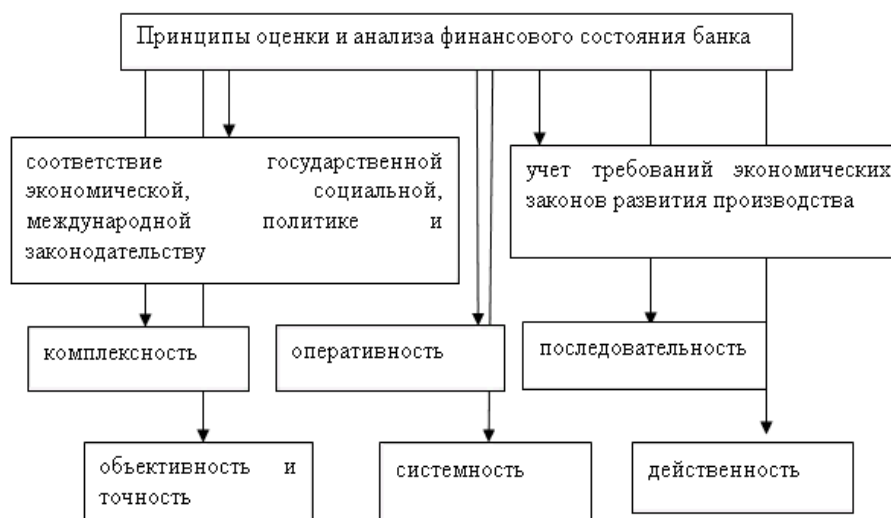 Принципы оценки и анализа финансового состояния банка
соответствие государственной
экономической, социальной,
международной политике и
законодательству
учет требований экономических
законов развития производства
комплексность
оперативность
последовательность
объективность и
точность
системность
действенность